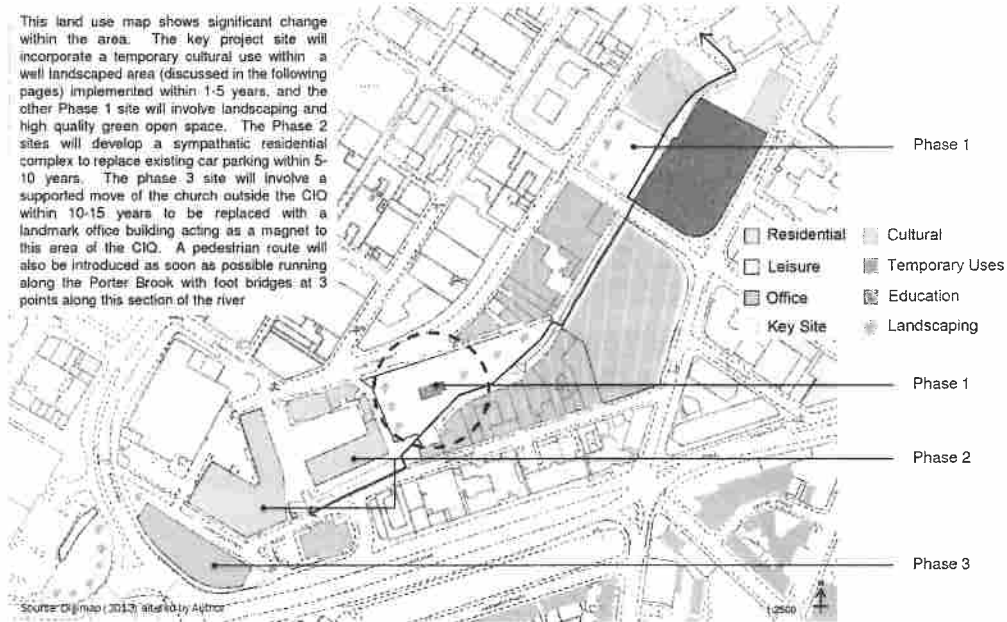 This land use map shows significant change
within the area. The key project site will
incorporate a temporary cultural use within a
well landscaped area (discussed in the following
pages) implemented within 1-5 years, and the
other Phase 1 site will involve landscaping and
high quality green open space. The Phase 2
sites will develop a sympathetic residential
complex to replace existing car parking within 5-
10 years. The phase 3 site will involve a
supported move of the church outside the CIQ
within 10-15 years to be replaced with a
landmark office building acting as a magnet to
this area of the CIQ. A pedestrian route will
also be introduced as soon as possible running
along the Porter Brook with foot bridges at 3
points along this section of the river
Phase 1
Residential
Leisure
Office
Key Site
Cultural
Temporary Uses
Education
Landscaping
Phase 1
Phase 2
Phase 3
Source: Digimap (2012) altered by Author
1:2500